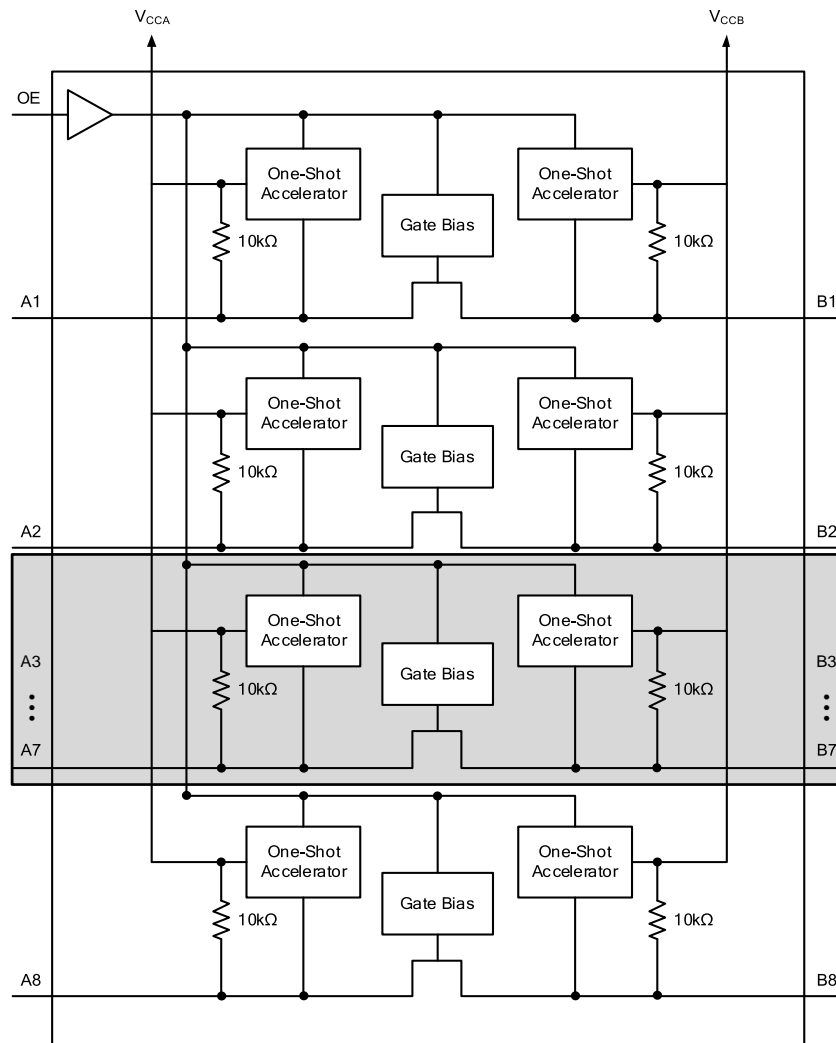 VCCA VCCB
OE
One-Shot Accelerator
One-Shot Accelerator
Gate Bias
10kΩ 10kΩ
A1 B1
One-Shot Accelerator
One-Shot Accelerator
Gate Bias
10kΩ 10kΩ
A2 B2
One-Shot Accelerator
One-Shot Accelerator
A3 B3
Gate Bias
10kΩ 10kΩ
A7 B7
One-Shot Accelerator
One-Shot Accelerator
Gate Bias
10kΩ 10kΩ
A8 B8